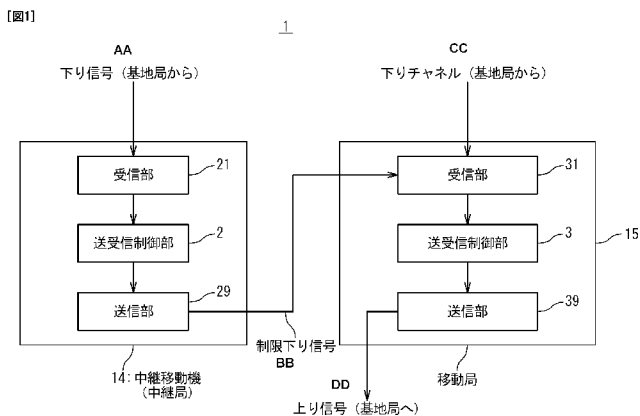 [図1]
1
AA
下り信号（基地局から）
CC
下りチャネル（基地局から）
受信部
21
受信部
31
送受信制御部
2
送受信制御部
3
15
送信部
29
送信部
39
制限下り信号
BB
14：中継移動機
（中継局）
移動局
DD
上り信号（基地局へ）